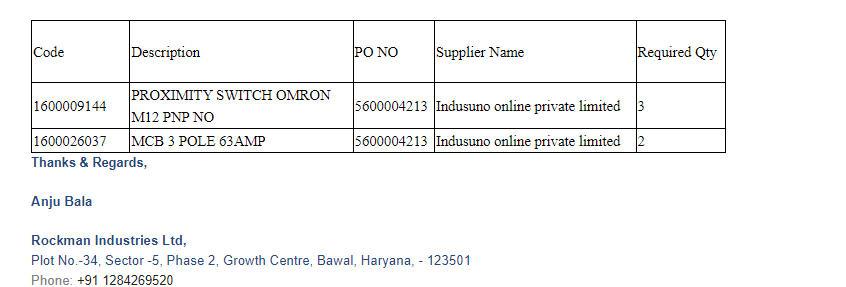 Code Description PO NO Supplier Name Required Qty
1600009144 PROXIMITY SWITCH OMRON M12 PNP NO 5600004213 Indusuno online private limited 3
1600026037 MCB 3 POLE 63AMP 5600004213 Indusuno online private limited 2
Thanks & Regards,
Anju Bala
Rockman Industries Ltd,
Plot No.-34, Sector -5, Phase 2, Growth Centre, Bawal, Haryana, - 123501
Phone: +91 1284269520